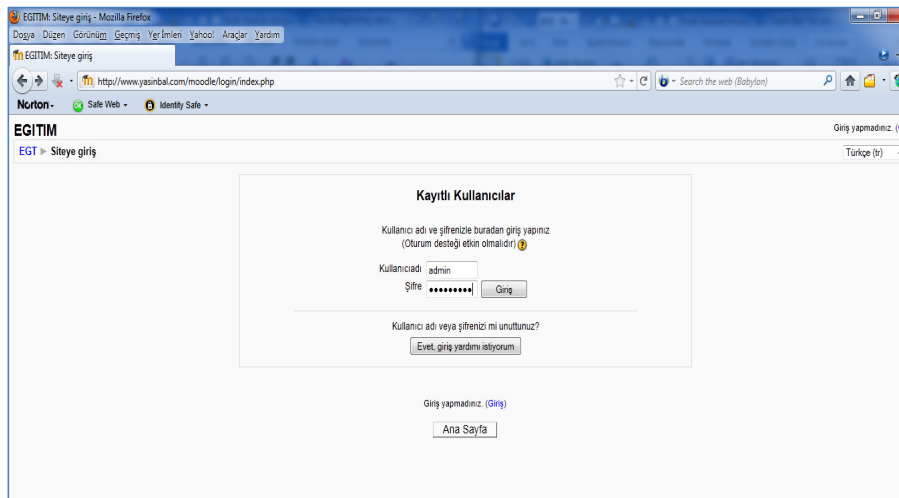 EGITIM: Siteye giriş - Mozilla Firefox
Dosya Düzen Görünüm Geçmiş Yer İmleri Yahoo! Araçlar Yardım
EGITIM: Siteye giriş
http://www.yasinbal.com/moodle/login/index.php
Search the web (Babylon)
Norton
OK Safe Web
Identity Safe
EGITIM
Giriş yapmadınız. (
EGT ► Siteye giriş
Türkçe (tr)
Kayıtlı Kullanıcılar
Kullanıcı adı ve şifrenizle buradan giriş yapınız
(Oturum desteği etkin olmalıdır) ?
Kullanıcıadı admin
Şifre ••••••••• Giriş
Kullanıcı adı veya şifrenizi mi unuttunuz?
Evet, giriş yardımı istiyorum
Giriş yapmadınız. (Giriş)
Ana Sayfa